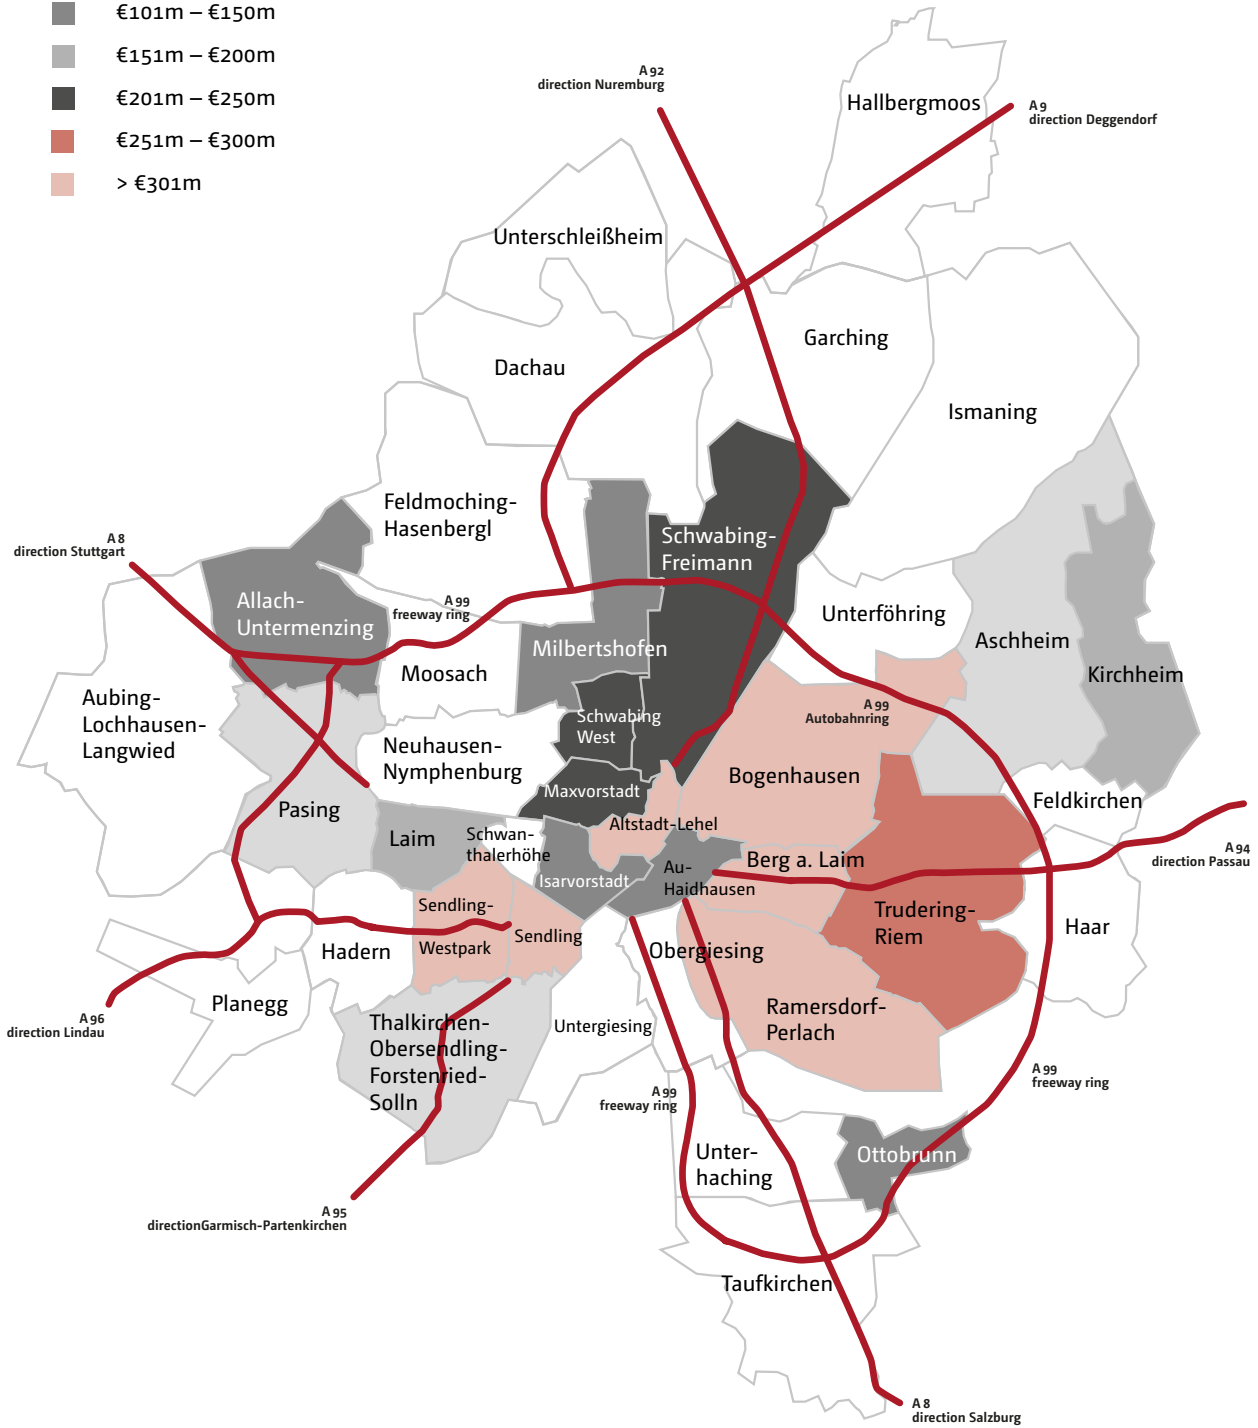 €101m – €150m
€151m – €200m
€201m – €250m
€251m – €300m
> €301m
A 92
direction Nuremburg
Hallbergmoos
A 9
direction Deggendorf
Unterschleißheim
Garching
Dachau
Ismaning
Feldmoching-
Hasenbergl
Schwabing-
Freimann
A 8
direction Stuttgart
Allach-
Untermenzing
A 99
freeway ring
Unterföhring
Milbertshofen
Aschheim
Moosach
Kirchheim
Aubing-
Lochhausen-
Langwied
A 99
Autobahnring
Schwabing
West
Neuhausen-
Nymphenburg
Bogenhausen
Maxvorstadt
Feldkirchen
Pasing
Altstadt-Lehel
Laim
Schwan-
thalerhöhe
A 94
direction Passau
Berg a. Laim
Isarvorstadt
Au-
Haidhausen
Sendling-
Westpark
Trudering-
Riem
Sendling
Haar
Hadern
Obergiesing
Planegg
Ramersdorf-
Perlach
A 96
direction Lindau
Thalkirchen-
Obersendling-
Forstenried-
Solln
Untergiesing
A 99
freeway ring
A 99
freeway ring
Unter-
haching
Ottobrunn
A 95
directionGarmisch-Partenkirchen
Taufkirchen
A 8
direction Salzburg